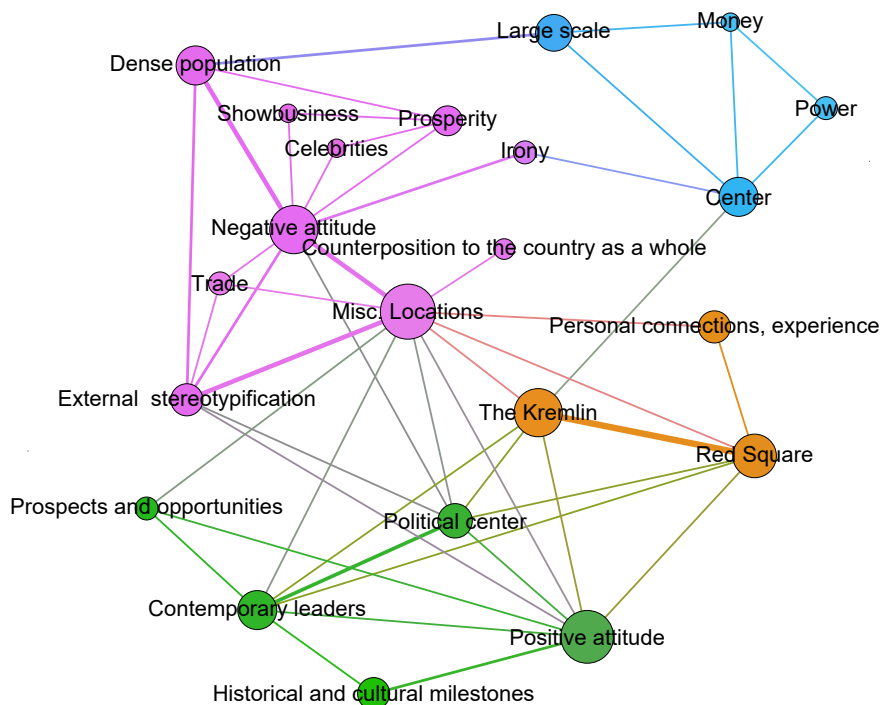 Money
Large scale
Dense population
Power
Showbusiness
Prosperity
Celebrities
Irony
Center
Negative attitude
Counterposition to the country as a whole
Trade
Misc. Locations
Personal connections, experience
External  stereotypification
The Kremlin
Red Square
Prospects and opportunities
Political center
Contemporary leaders
Positive attitude
Historical and cultural milestones